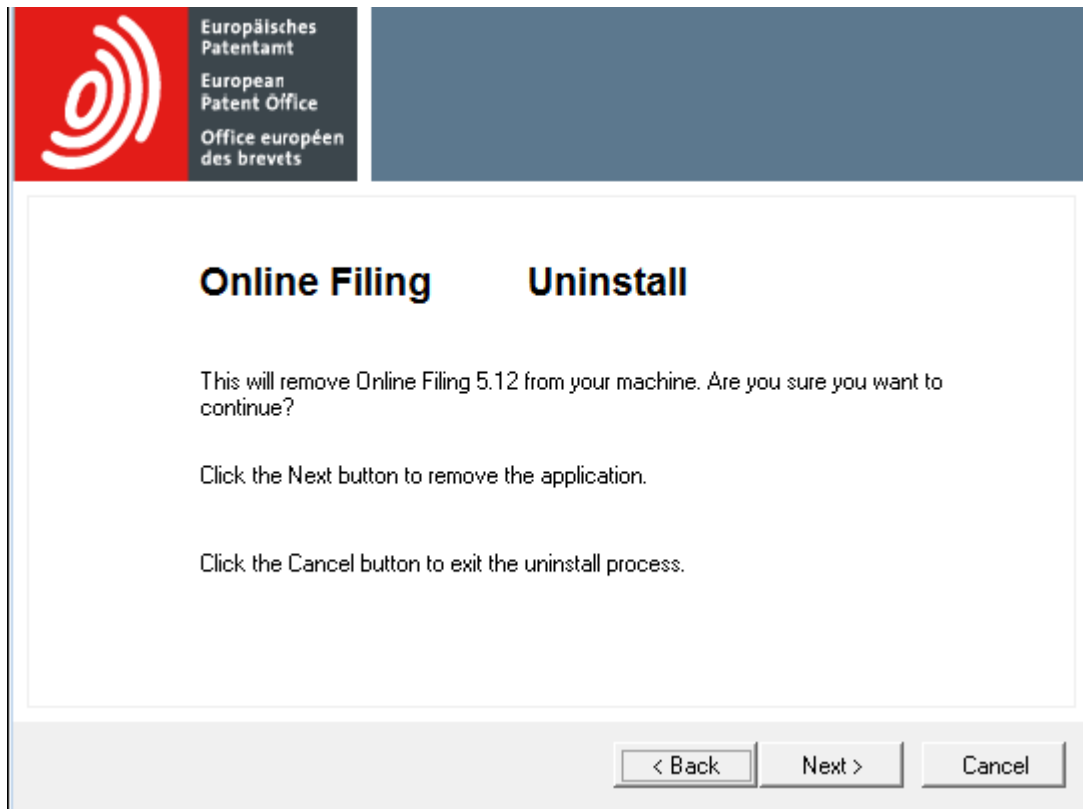 Europäisches
Patentamt
European
Patent Office
Office européen
des brevets
Online Filing Uninstall
This will remove Online Filing 5.12 from your machine. Are you sure you want to
continue?
Click the Next button to remove the application.
Click the Cancel button to exit the uninstall process.
< Back Next > Cancel